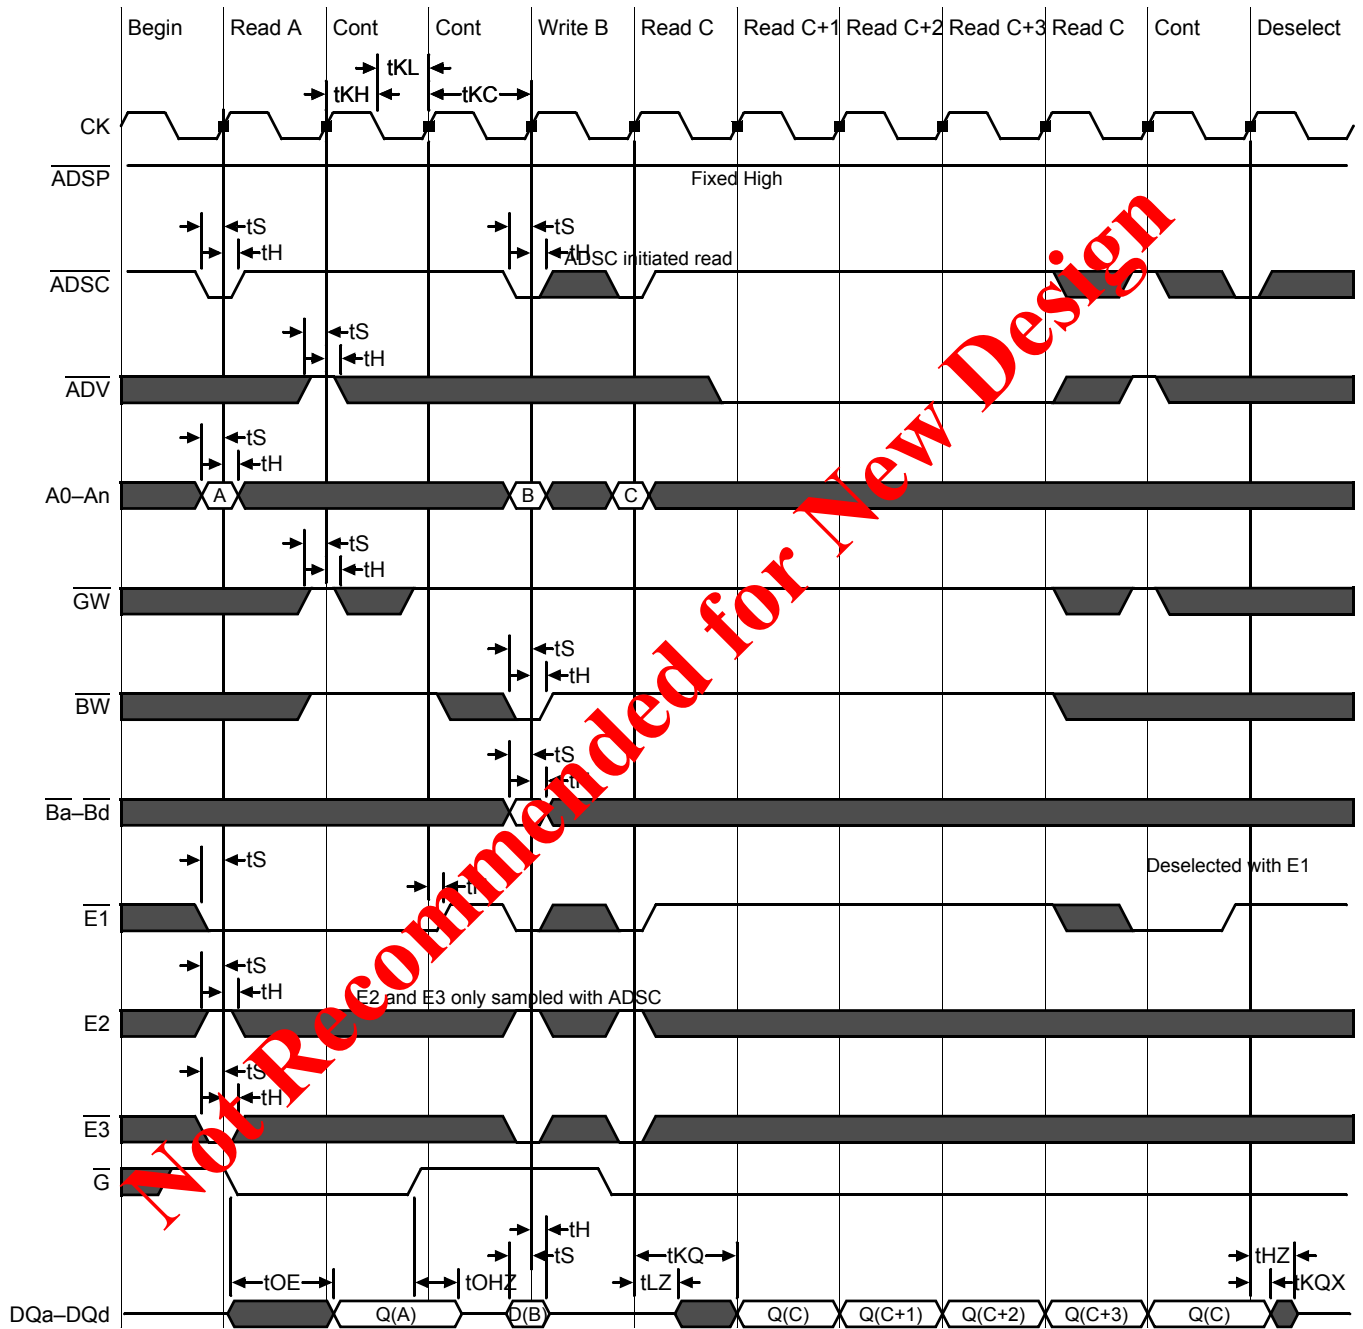 Begin Read A Cont Cont Write B Read C Read C+1 Read C+2 Read C+3 Read C Cont Deselect
tKL
tKH tKC
CK
ADSP
Fixed High
tS tS
tH tH
ADSC initiated read
ADSC
tS
tH
ADV
tS
tH
A0–An A B C
tS
tH
GW
tS
tH
BW
tS
tH
Ba–Bd
tS
Deselected with E1
tH
E1
tS
tH
E2 and E3 only sampled with ADSC
E2
tS
tH
E3
G
tH
tS
tKQ
tHZ
tOE tOHZ tLZ tKQX
DQa–DQd Q(A) D(B) Q(C) Q(C+1) Q(C+2) Q(C+3) Q(C)
Not Recommended for New Design